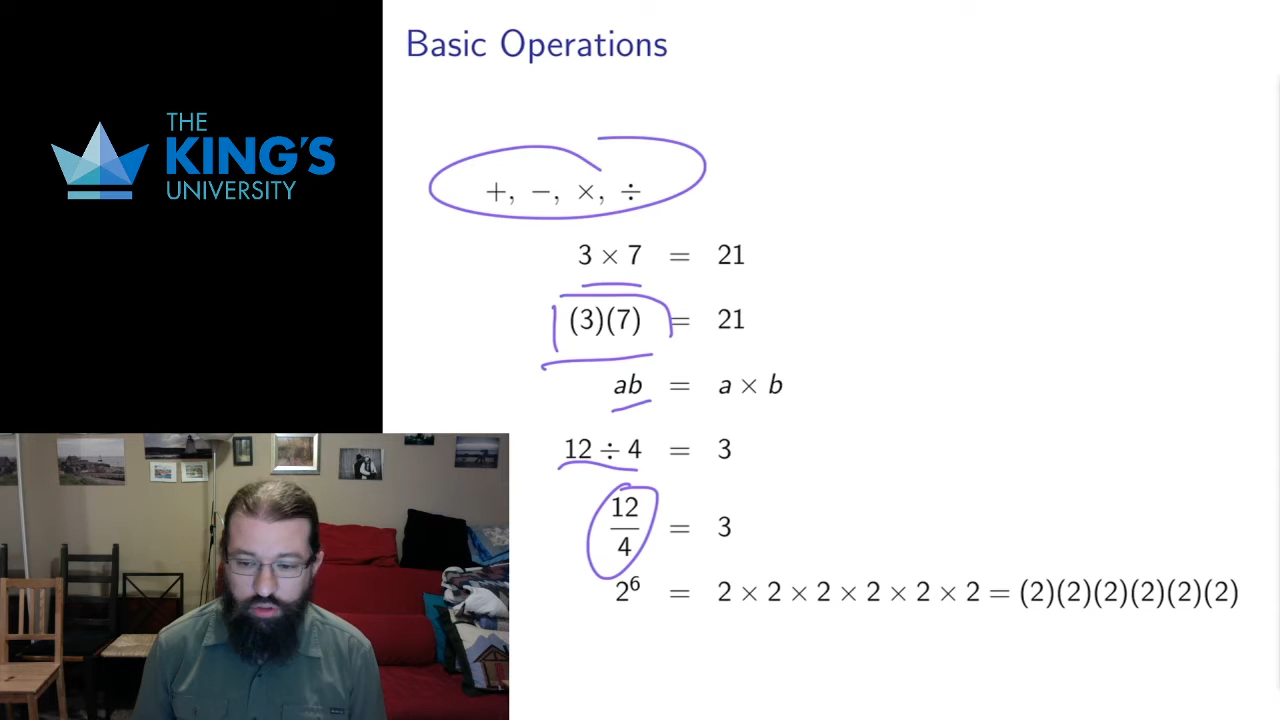 Basic Operations
THE
KING'S
UNIVERSITY
+, −, ×, ÷
3 × 7 = 21
(3)(7) = 21
ab = a × b
12 ÷ 4 = 3
12
4
= 3
2⁶ = 2 × 2 × 2 × 2 × 2 × 2 = (2)(2)(2)(2)(2)(2)